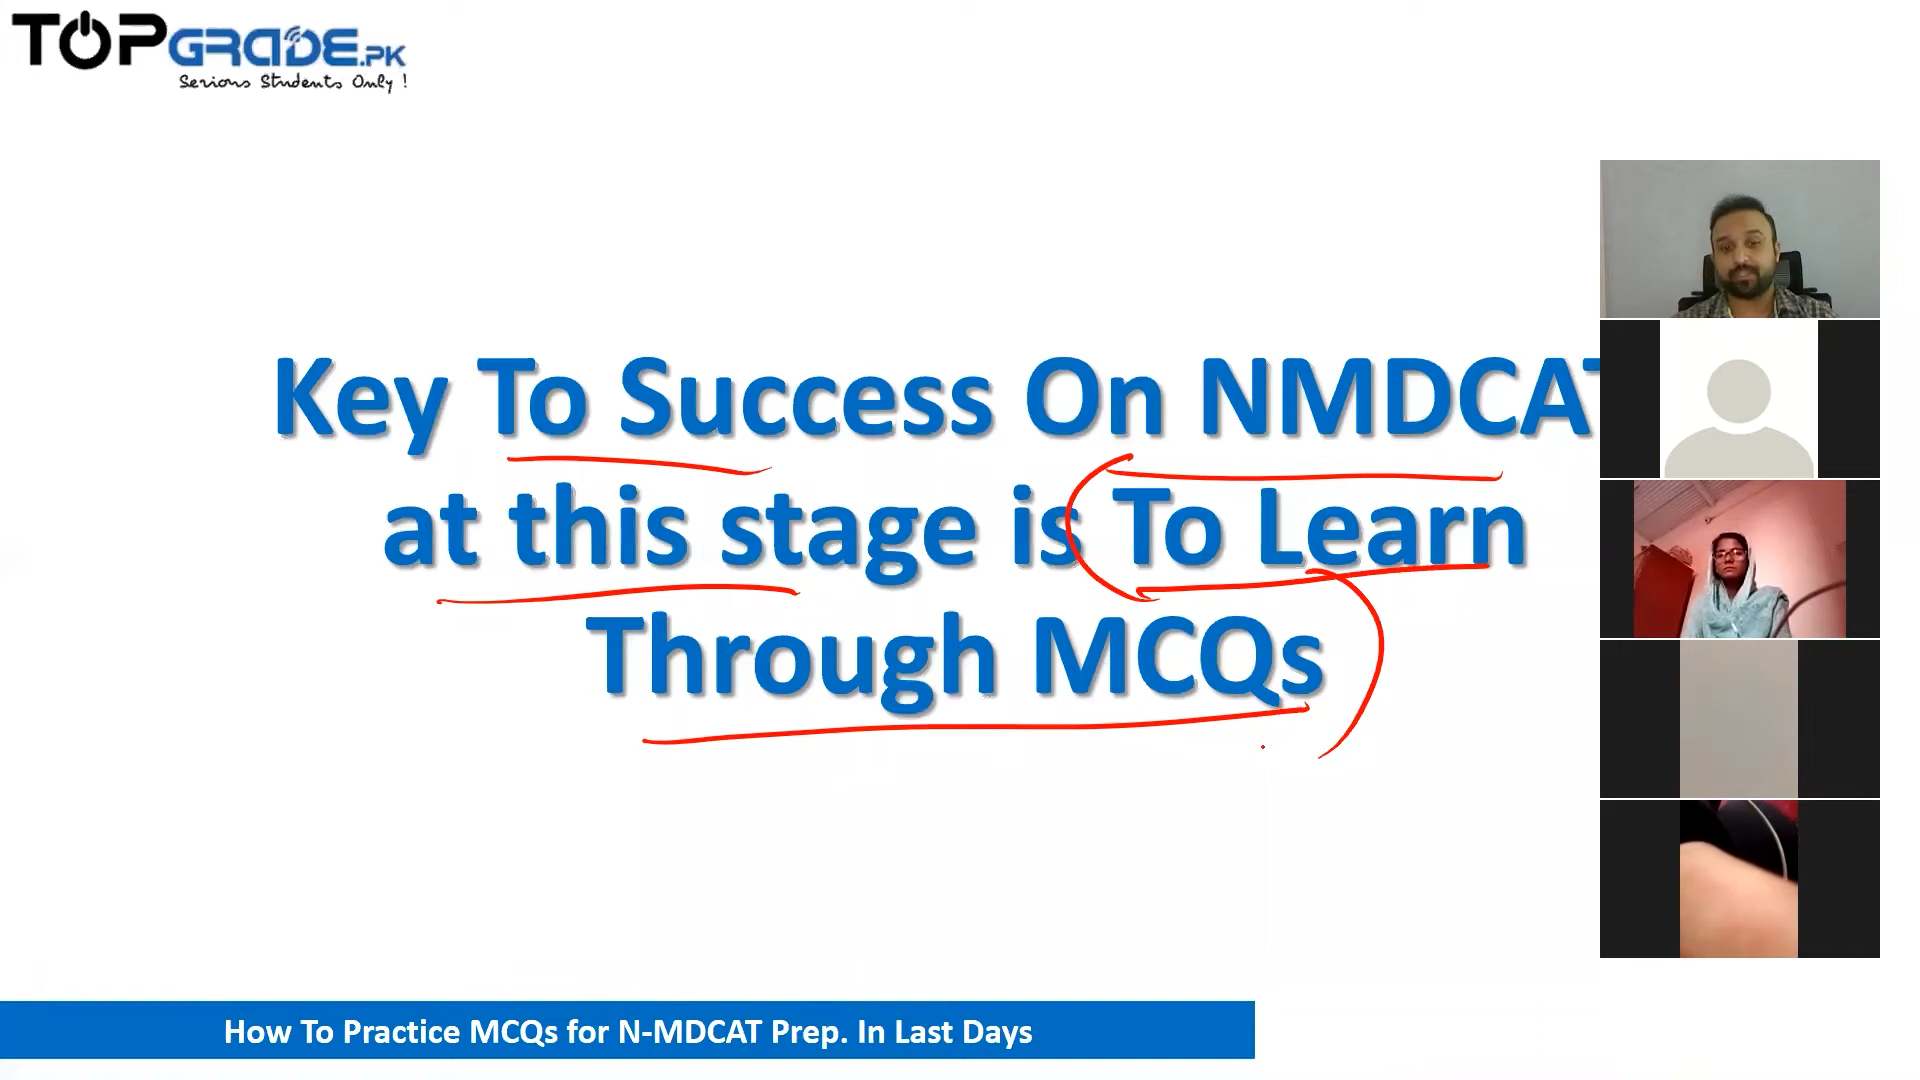 TOPGRADE.PK
Serious Students Only !
Key To Success On NMDCAT
at this stage is To Learn
Through MCQs
How To Practice MCQs for N-MDCAT Prep. In Last Days